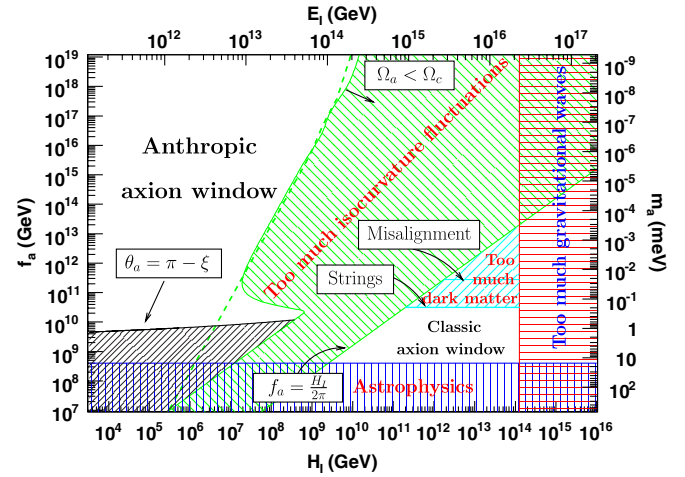 E_I (GeV)
10^12 10^13 10^14 10^15 10^16 10^17
10^19
10^18
10^17
10^16
10^15
10^14
10^13
10^12
10^11
10^10
10^9
10^8
10^7
f_a (GeV)
Ω_a < Ω_c
Anthropic
axion window
Too much isocurvature fluctuations
Too much gravitational waves
θ_a = π − ξ
Misalignment
Strings
Too
much
dark matter
Classic
axion window
f_a = H_I/2π
Astrophysics
10^-9
10^-8
10^-7
10^-6
10^-5
10^-4
10^-3
10^-2
10^-1
1
10
10^2
m_a (meV)
10^4 10^5 10^6 10^7 10^8 10^9 10^10 10^11 10^12 10^13 10^14 10^15 10^16
H_I (GeV)